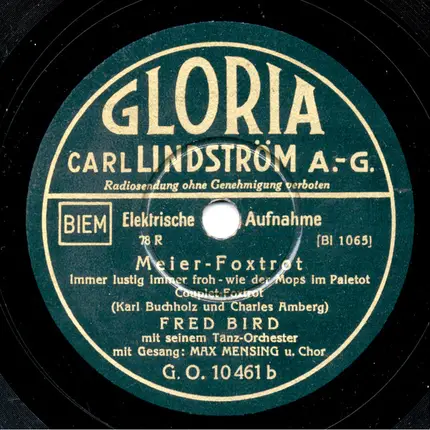 GLORIA
CARL LINDSTRÖM A.-G.
Radiosendung ohne Genehmigung verboten
BIEM Elektrische Aufnahme
78 R [BI 1065]
Meier-Foxtrot
Immer lustig immer froh - wie der Mops im Paletot
Couplet-Foxtrot
(Karl Buchholz und Charles Amberg)
FRED BIRD
mit seinem Tanz-Orchester
mit Gesang: MAX MENSING u. Chor
G. O. 10461 b